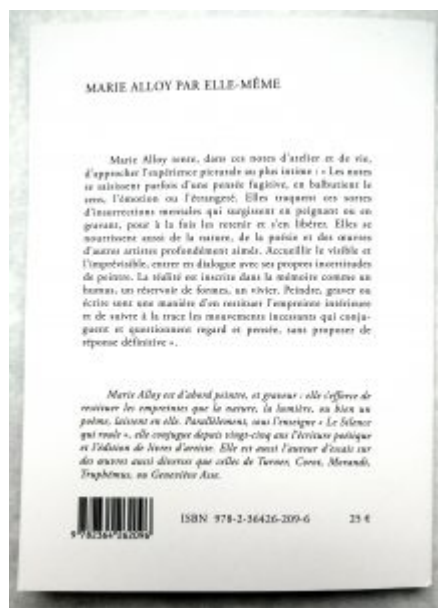 MARIE ALLOY PAR ELLE-MÊME
Marie Alloy tente, dans ces notes d'atelier et de vie,
d'approcher l'expérience picturale au plus intime : « Les notes
se saisissent parfois d'une pensée fugitive, en balbutient le
sens, l'émotion ou l'étrangeté. Elles traquent ces sortes
d'insurrections mentales qui surgissent en peignant ou en
gravant, pour à la fois les retenir et s'en libérer. Elles se
nourrissent aussi de la nature, de la poésie et des œuvres
d'autres artistes profondément aimés. Accueillir le visible et
l'imprévisible, entrer en dialogue avec ses propres incertitudes
de peintre. La réalité est inscrite dans la mémoire comme un
humus, un réservoir de formes, un vivier. Peindre, graver ou
écrire sont une manière d'en restituer l'empreinte intérieure
et de suivre à la trace les mouvements incessants qui conju-
guent et questionnent regard et pensée, sans proposer de
réponse définitive ».
Marie Alloy est d'abord peintre, et graveur : elle s'efforce de
restituer les empreintes que la nature, la lumière, ou bien un
poème, laissent en elle. Parallèlement, sous l'enseigne « Le Silence
qui roule », elle conjugue depuis vingt-cinq ans l'écriture poétique
et l'édition de livres d'artiste. Elle est aussi l'auteur d'essais sur
des œuvres aussi diverses que celles de Turner, Corot, Morandi,
Truphémus, ou Geneviève Asse.
ISBN 978-2-36426-209-6 25 €
9 782364 262096